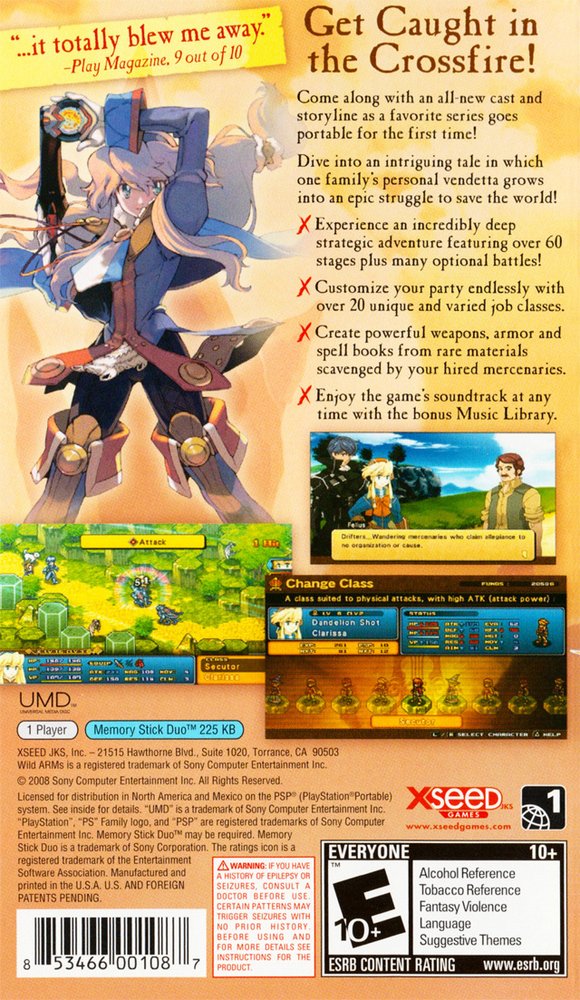 “...it totally blew me away.”
–Play Magazine, 9 out of 10
Get Caught in
the Crossfire!
Come along with an all-new cast and
storyline as a favorite series goes
portable for the first time!
Dive into an intriguing tale in which
one family's personal vendetta grows
into an epic struggle to save the world!
Experience an incredibly deep
strategic adventure featuring over 60
stages plus many optional battles!
Customize your party endlessly with
over 20 unique and varied job classes.
Create powerful weapons, armor and
spell books from rare materials
scavenged by your hired mercenaries.
Enjoy the game's soundtrack at any
time with the bonus Music Library.
Felius
Drifters...Wandering mercenaries who claim allegiance to
no organization or cause.
Attack
51
CLASS
Secutor
Clarissa
Change Class
FUNDS : 20506
A class suited to physical attacks, with high ATK (attack power)
STATUS
Dandelion Shot
Clarissa
Secutor
L / R SELECT CHARACTER HELP
UMD™
UNIVERSAL MEDIA DISC
1 Player
Memory Stick Duo™ 225 KB
XSEED JKS, Inc. – 21515 Hawthorne Blvd., Suite 1020, Torrance, CA 90503
Wild ARMs is a registered trademark of Sony Computer Entertainment Inc.
© 2008 Sony Computer Entertainment Inc. All Rights Reserved.
Licensed for distribution in North America and Mexico on the PSP® (PlayStation®Portable)
system. See inside for details. “UMD” is a trademark of Sony Computer Entertainment Inc.
“PlayStation”, “PS” Family logo, and “PSP” are registered trademarks of Sony Computer
Entertainment Inc. Memory Stick Duo™ may be required. Memory
Stick Duo is a trademark of Sony Corporation. The ratings icon is a
registered trademark of the Entertainment
Software Association. Manufactured and
printed in the U.S.A. U.S. AND FOREIGN
PATENTS PENDING.
XSEED JKS
GAMES
www.xseedgames.com
1
WARNING: IF YOU HAVE
A HISTORY OF EPILEPSY OR
SEIZURES, CONSULT A
DOCTOR BEFORE USE.
CERTAIN PATTERNS MAY
TRIGGER SEIZURES WITH
NO PRIOR HISTORY.
BEFORE USING AND
FOR MORE DETAILS SEE
INSTRUCTIONS FOR THE
PRODUCT.
EVERYONE 10+
E
10+
Alcohol Reference
Tobacco Reference
Fantasy Violence
Language
Suggestive Themes
ESRB CONTENT RATING www.esrb.org
8 53466 00108 7